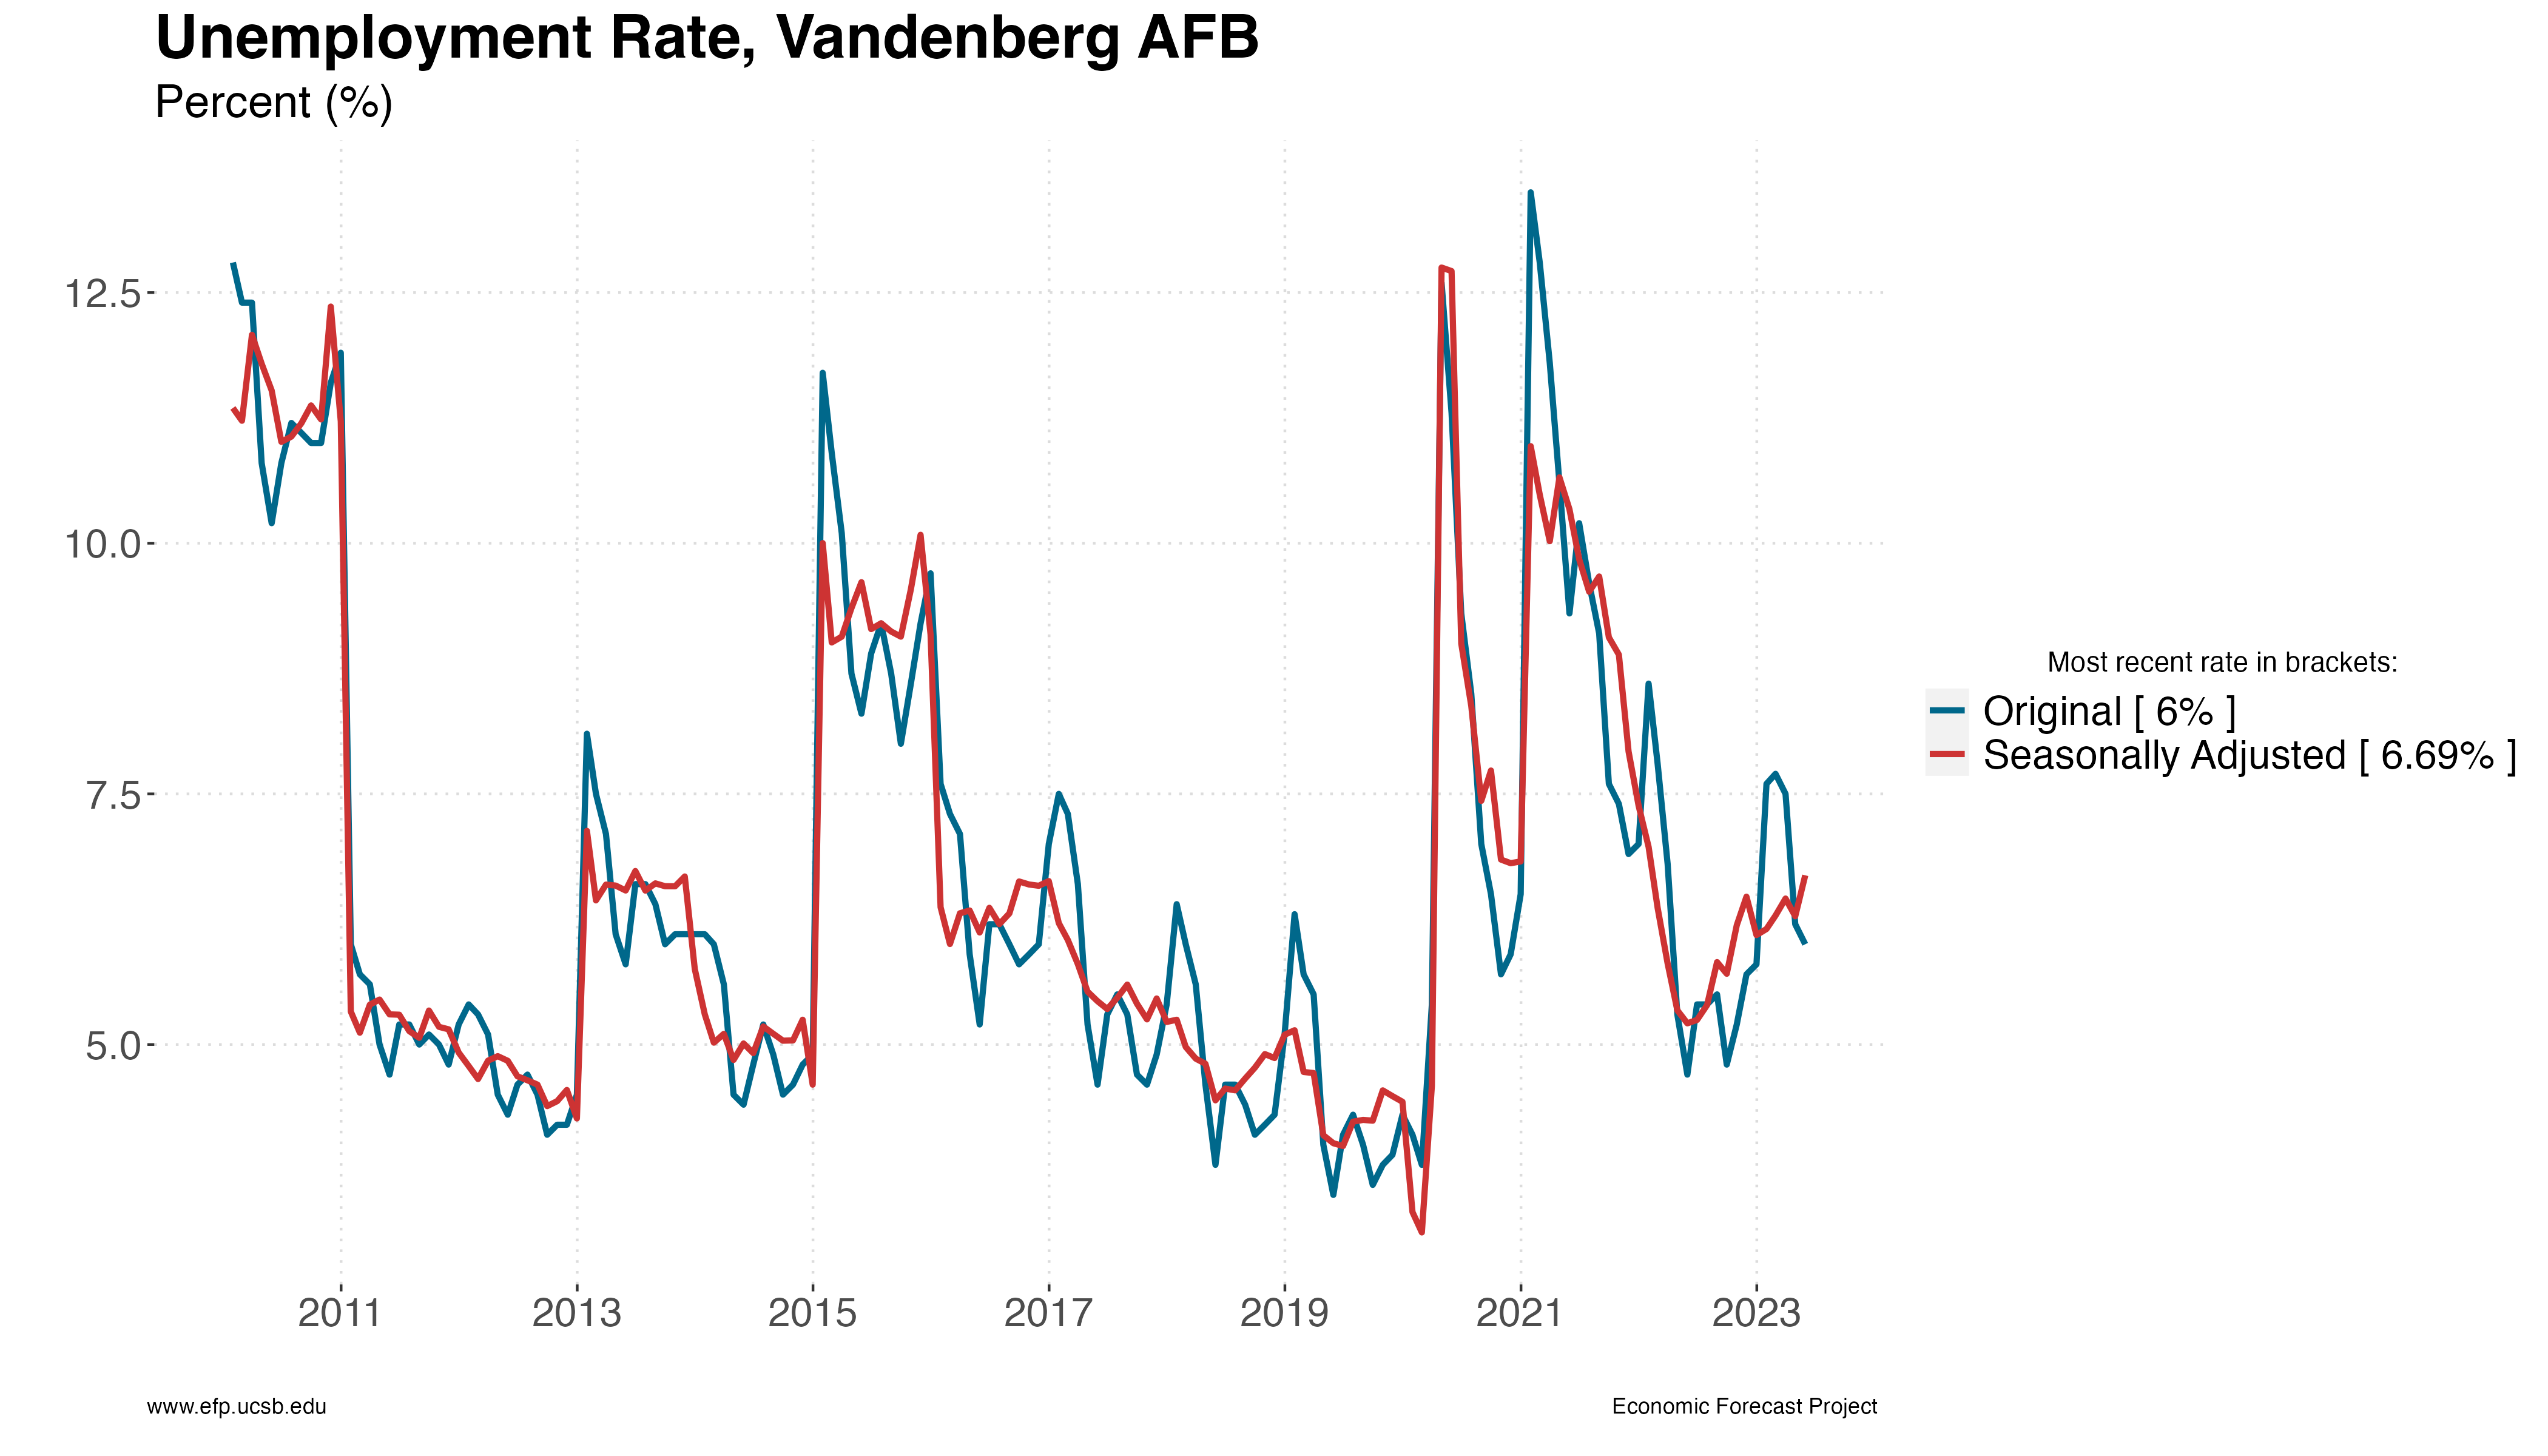 Unemployment Rate, Vandenberg AFB
Percent (%)
12.5
10.0
7.5
5.0
2011 2013 2015 2017 2019 2021 2023
Most recent rate in brackets:
Original [ 6% ]
Seasonally Adjusted [ 6.69% ]
www.efp.ucsb.edu
Economic Forecast Project